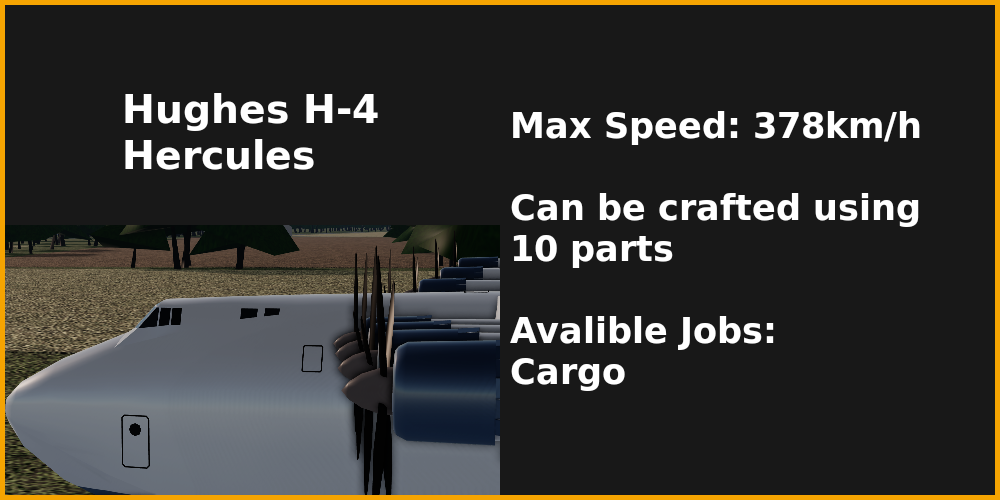 Hughes H-4
Hercules
Max Speed: 378km/h
Can be crafted using
10 parts
Avalible Jobs:
Cargo